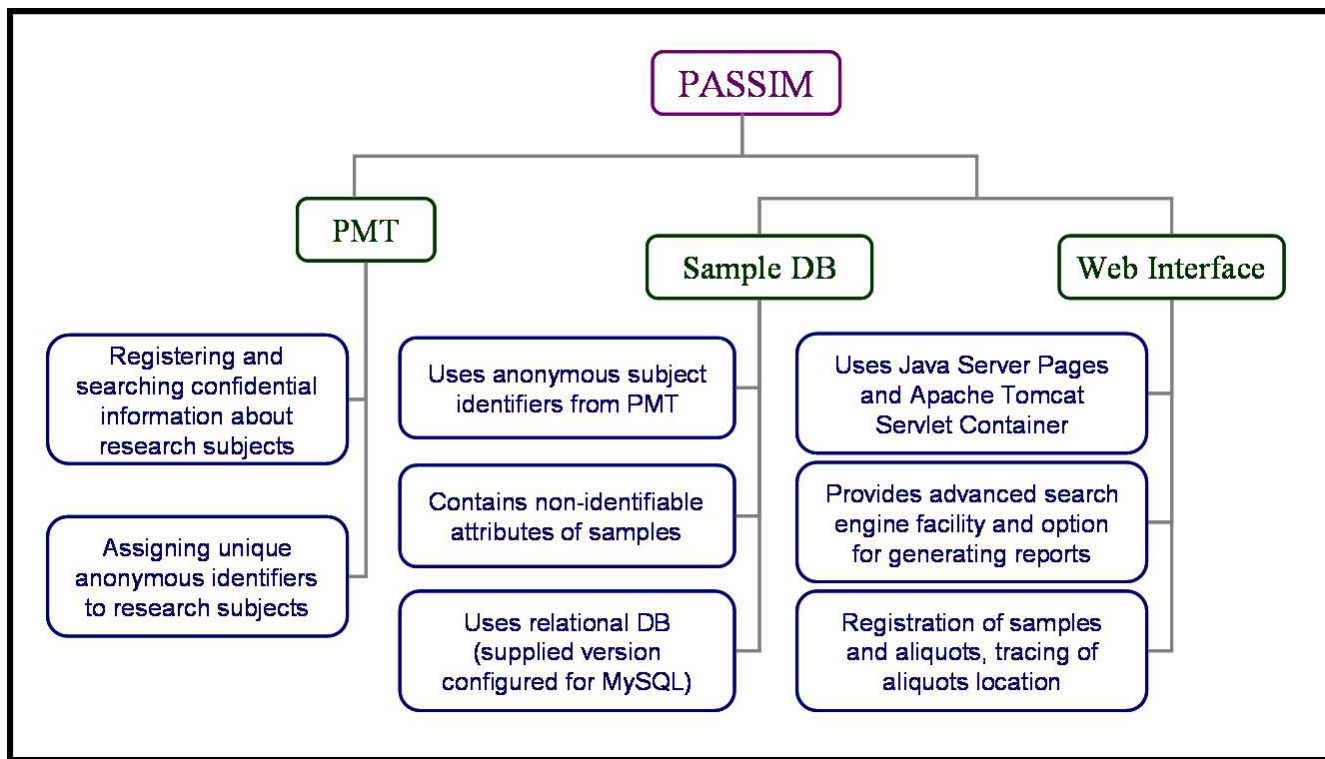 PASSIM
PMT
Sample DB
Web Interface
Registering and
searching confidential
information about
research subjects
Assigning unique
anonymous identifiers
to research subjects
Uses anonymous subject
identifiers from PMT
Contains non-identifiable
attributes of samples
Uses relational DB
(supplied version
configured for MySQL)
Uses Java Server Pages
and Apache Tomcat
Servlet Container
Provides advanced search
engine facility and option
for generating reports
Registration of samples
and aliquots, tracing of
aliquots location